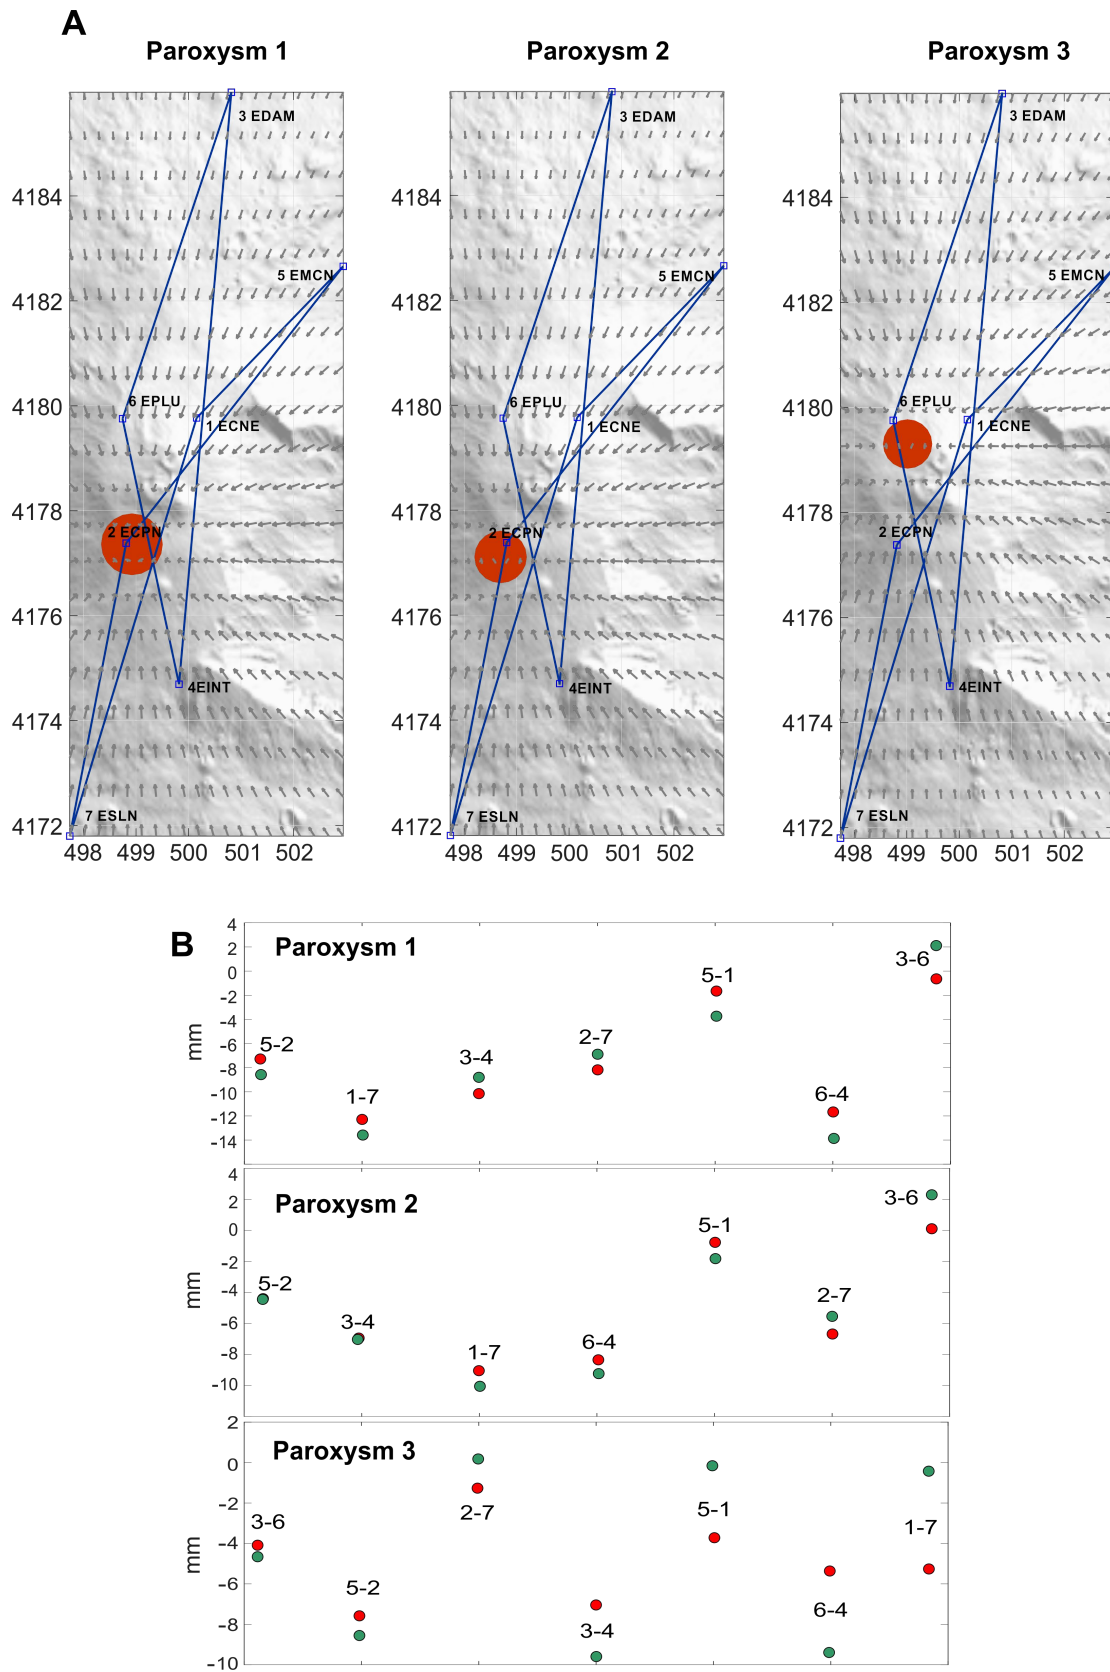 A
Paroxysm 1
Paroxysm 2
Paroxysm 3
3 EDAM
5 EMCN
6 EPLU
1 ECNE
2 ECPN
4EINT
7 ESLN
4184
4182
4180
4178
4176
4174
4172
498 499 500 501 502
3 EDAM
5 EMCN
6 EPLU
1 ECNE
2 ECPN
4EINT
7 ESLN
4184
4182
4180
4178
4176
4174
4172
498 499 500 501 502
3 EDAM
5 EMCN
6 EPLU
1 ECNE
2 ECPN
4EINT
7 ESLN
4184
4182
4180
4178
4176
4174
4172
498 499 500 501 502
B
Paroxysm 1
mm
4
2
0
-2
-4
-6
-8
-10
-12
-14
5-2
1-7
3-4
2-7
5-1
6-4
3-6
Paroxysm 2
mm
4
2
0
-2
-4
-6
-8
-10
5-2
3-4
1-7
6-4
5-1
2-7
3-6
Paroxysm 3
mm
2
0
-2
-4
-6
-8
-10
3-6
5-2
2-7
3-4
5-1
6-4
1-7